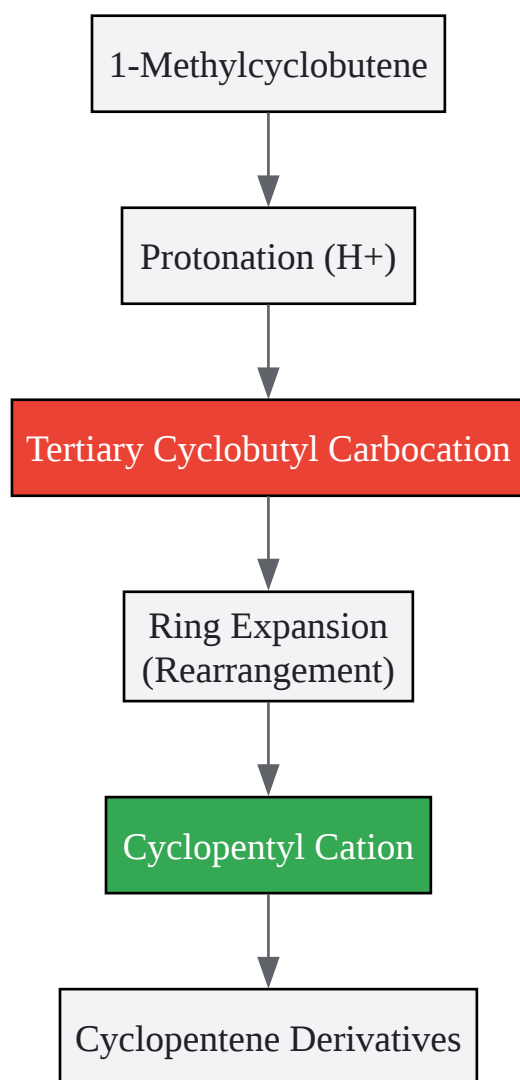 1-Methylcyclobutene
Protonation (H+)
Tertiary Cyclobutyl Carbocation
Ring Expansion
(Rearrangement)
Cyclopentyl Cation
Cyclopentene Derivatives